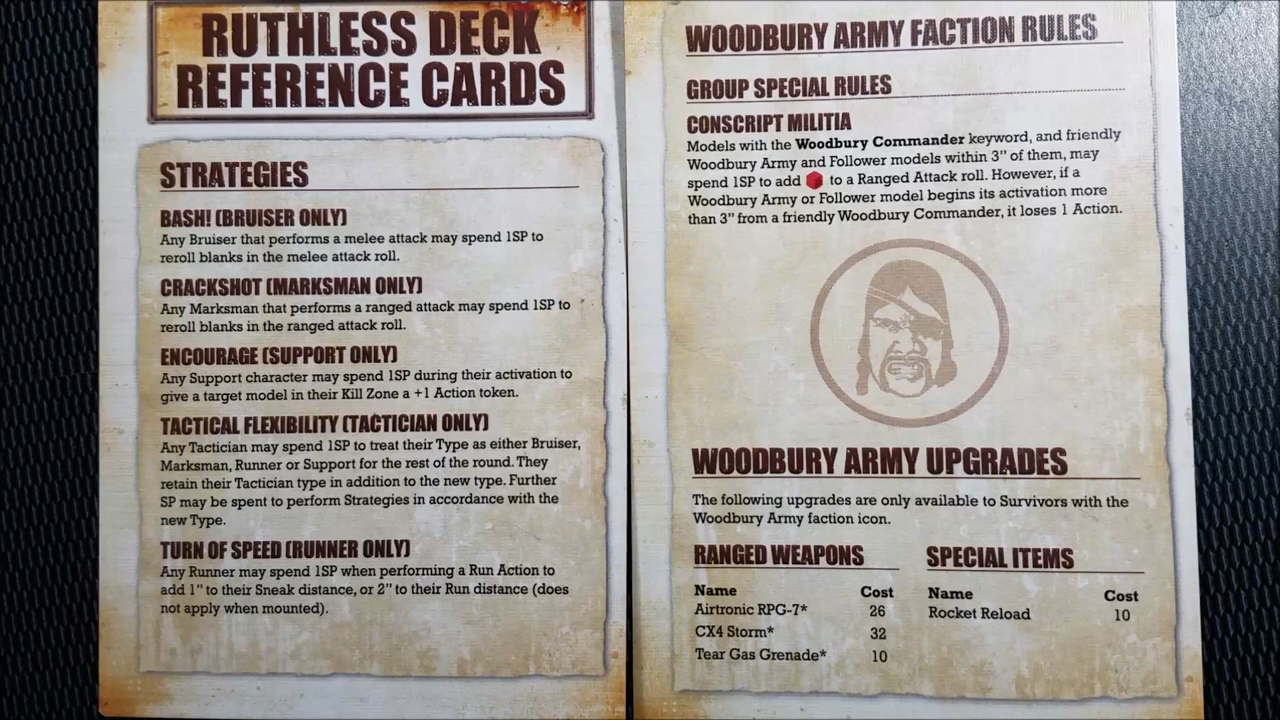 RUTHLESS DECK
REFERENCE CARDS
STRATEGIES
BASH! (BRUISER ONLY)
Any Bruiser that performs a melee attack may spend 1SP to
reroll blanks in the melee attack roll.
CRACKSHOT (MARKSMAN ONLY)
Any Marksman that performs a ranged attack may spend 1SP to
reroll blanks in the ranged attack roll.
ENCOURAGE (SUPPORT ONLY)
Any Support character may spend 1SP during their activation to
give a target model in their Kill Zone a +1 Action token.
TACTICAL FLEXIBILITY (TACTICIAN ONLY)
Any Tactician may spend 1SP to treat their Type as either Bruiser,
Marksman, Runner or Support for the rest of the round. They
retain their Tactician type in addition to the new type. Further
SP may be spent to perform Strategies in accordance with the
new Type.
TURN OF SPEED (RUNNER ONLY)
Any Runner may spend 1SP when performing a Run Action to
add 1" to their Sneak distance, or 2" to their Run distance (does
not apply when mounted).
WOODBURY ARMY FACTION RULES
GROUP SPECIAL RULES
CONSCRIPT MILITIA
Models with the Woodbury Commander keyword, and friendly
Woodbury Army and Follower models within 3" of them, may
spend 1SP to add to a Ranged Attack roll. However, if a
Woodbury Army or Follower model begins its activation more
than 3" from a friendly Woodbury Commander, it loses 1 Action.
WOODBURY ARMY UPGRADES
The following upgrades are only available to Survivors with the
Woodbury Army faction icon.
RANGED WEAPONS
Name Cost
Airtronic RPG-7* 26
CX4 Storm* 32
Tear Gas Grenade* 10
SPECIAL ITEMS
Name Cost
Rocket Reload 10